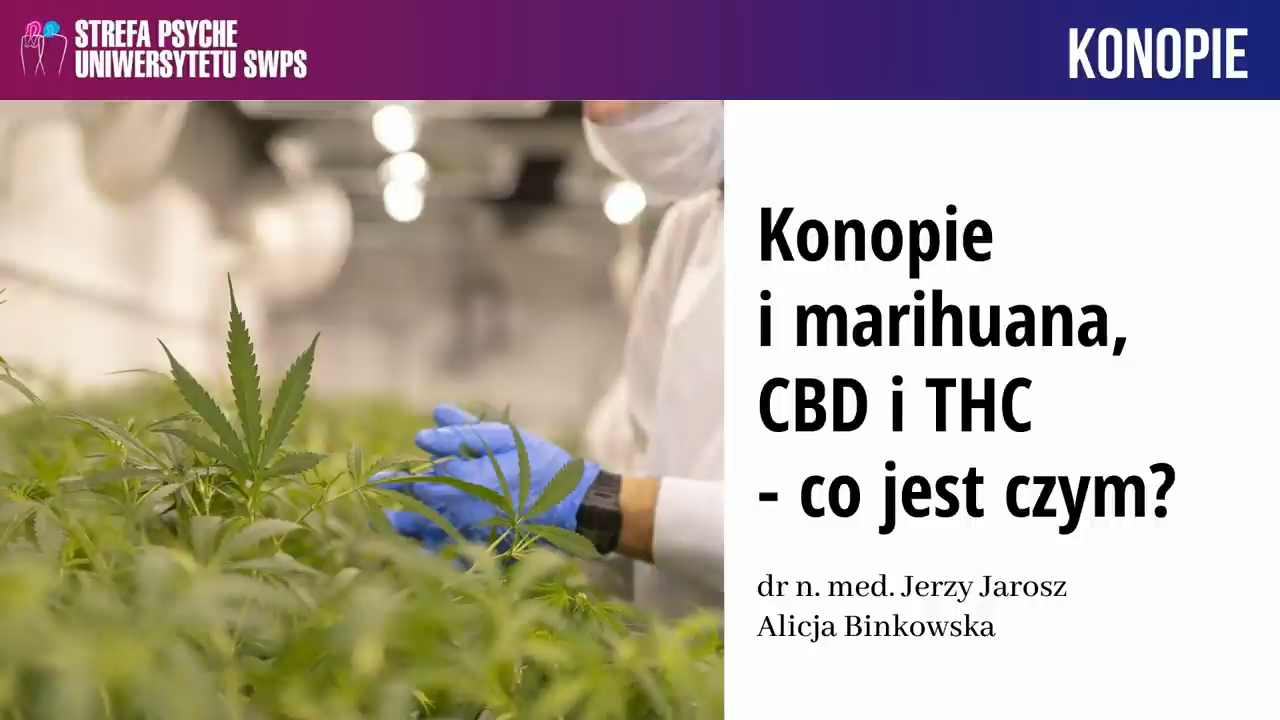 STREFA PSYCHE
UNIWERSYTETU SWPS
KONOPIE
Konopie
i marihuana,
CBD i THC
- co jest czym?
dr n. med. Jerzy Jarosz
Alicja Binkowska